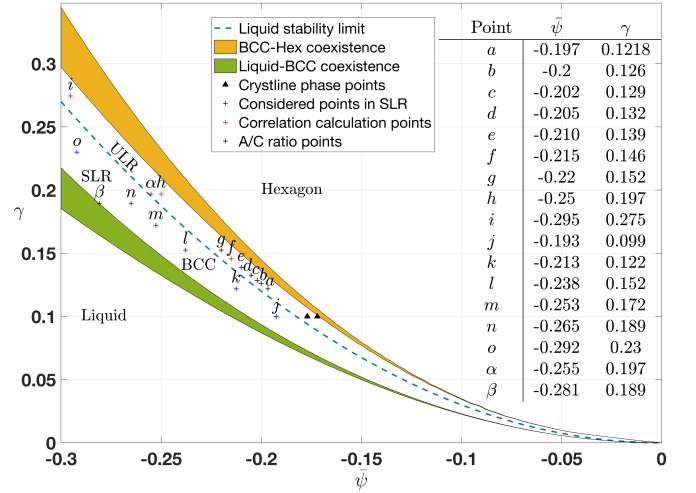 Liquid stability limit
BCC-Hex coexistence
Liquid-BCC coexistence
Crystline phase points
Considered points in SLR
Correlation calculation points
A/C ratio points
Point ψ̄ γ
a -0.197 0.1218
b -0.2 0.126
c -0.202 0.129
d -0.205 0.132
e -0.210 0.139
f -0.215 0.146
g -0.22 0.152
h -0.25 0.197
i -0.295 0.275
j -0.193 0.099
k -0.213 0.122
l -0.238 0.152
m -0.253 0.172
n -0.265 0.189
o -0.292 0.23
α -0.255 0.197
β -0.281 0.189
0.3
0.25
0.2
0.15
0.1
0.05
0
γ
i
o
ULR
SLR
αh
β
n
m
Hexagon
l
g
f
BCC
e
d
c
b
a
k
j
Liquid
-0.3 -0.25 -0.2 -0.15 -0.1 -0.05 0
ψ̄